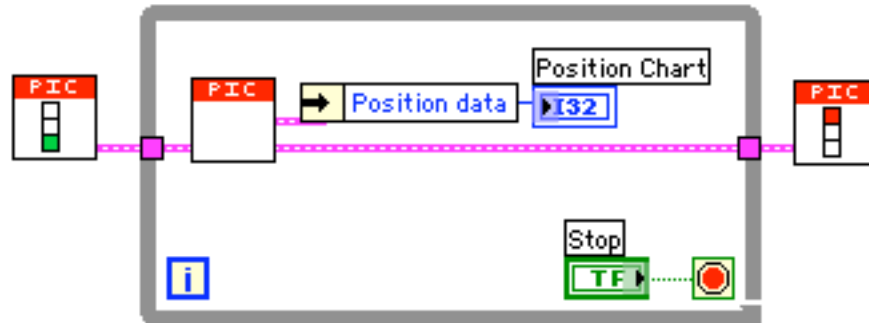 PIC
PIC
PIC
Position Chart
Position data
I32
Stop
i
TF